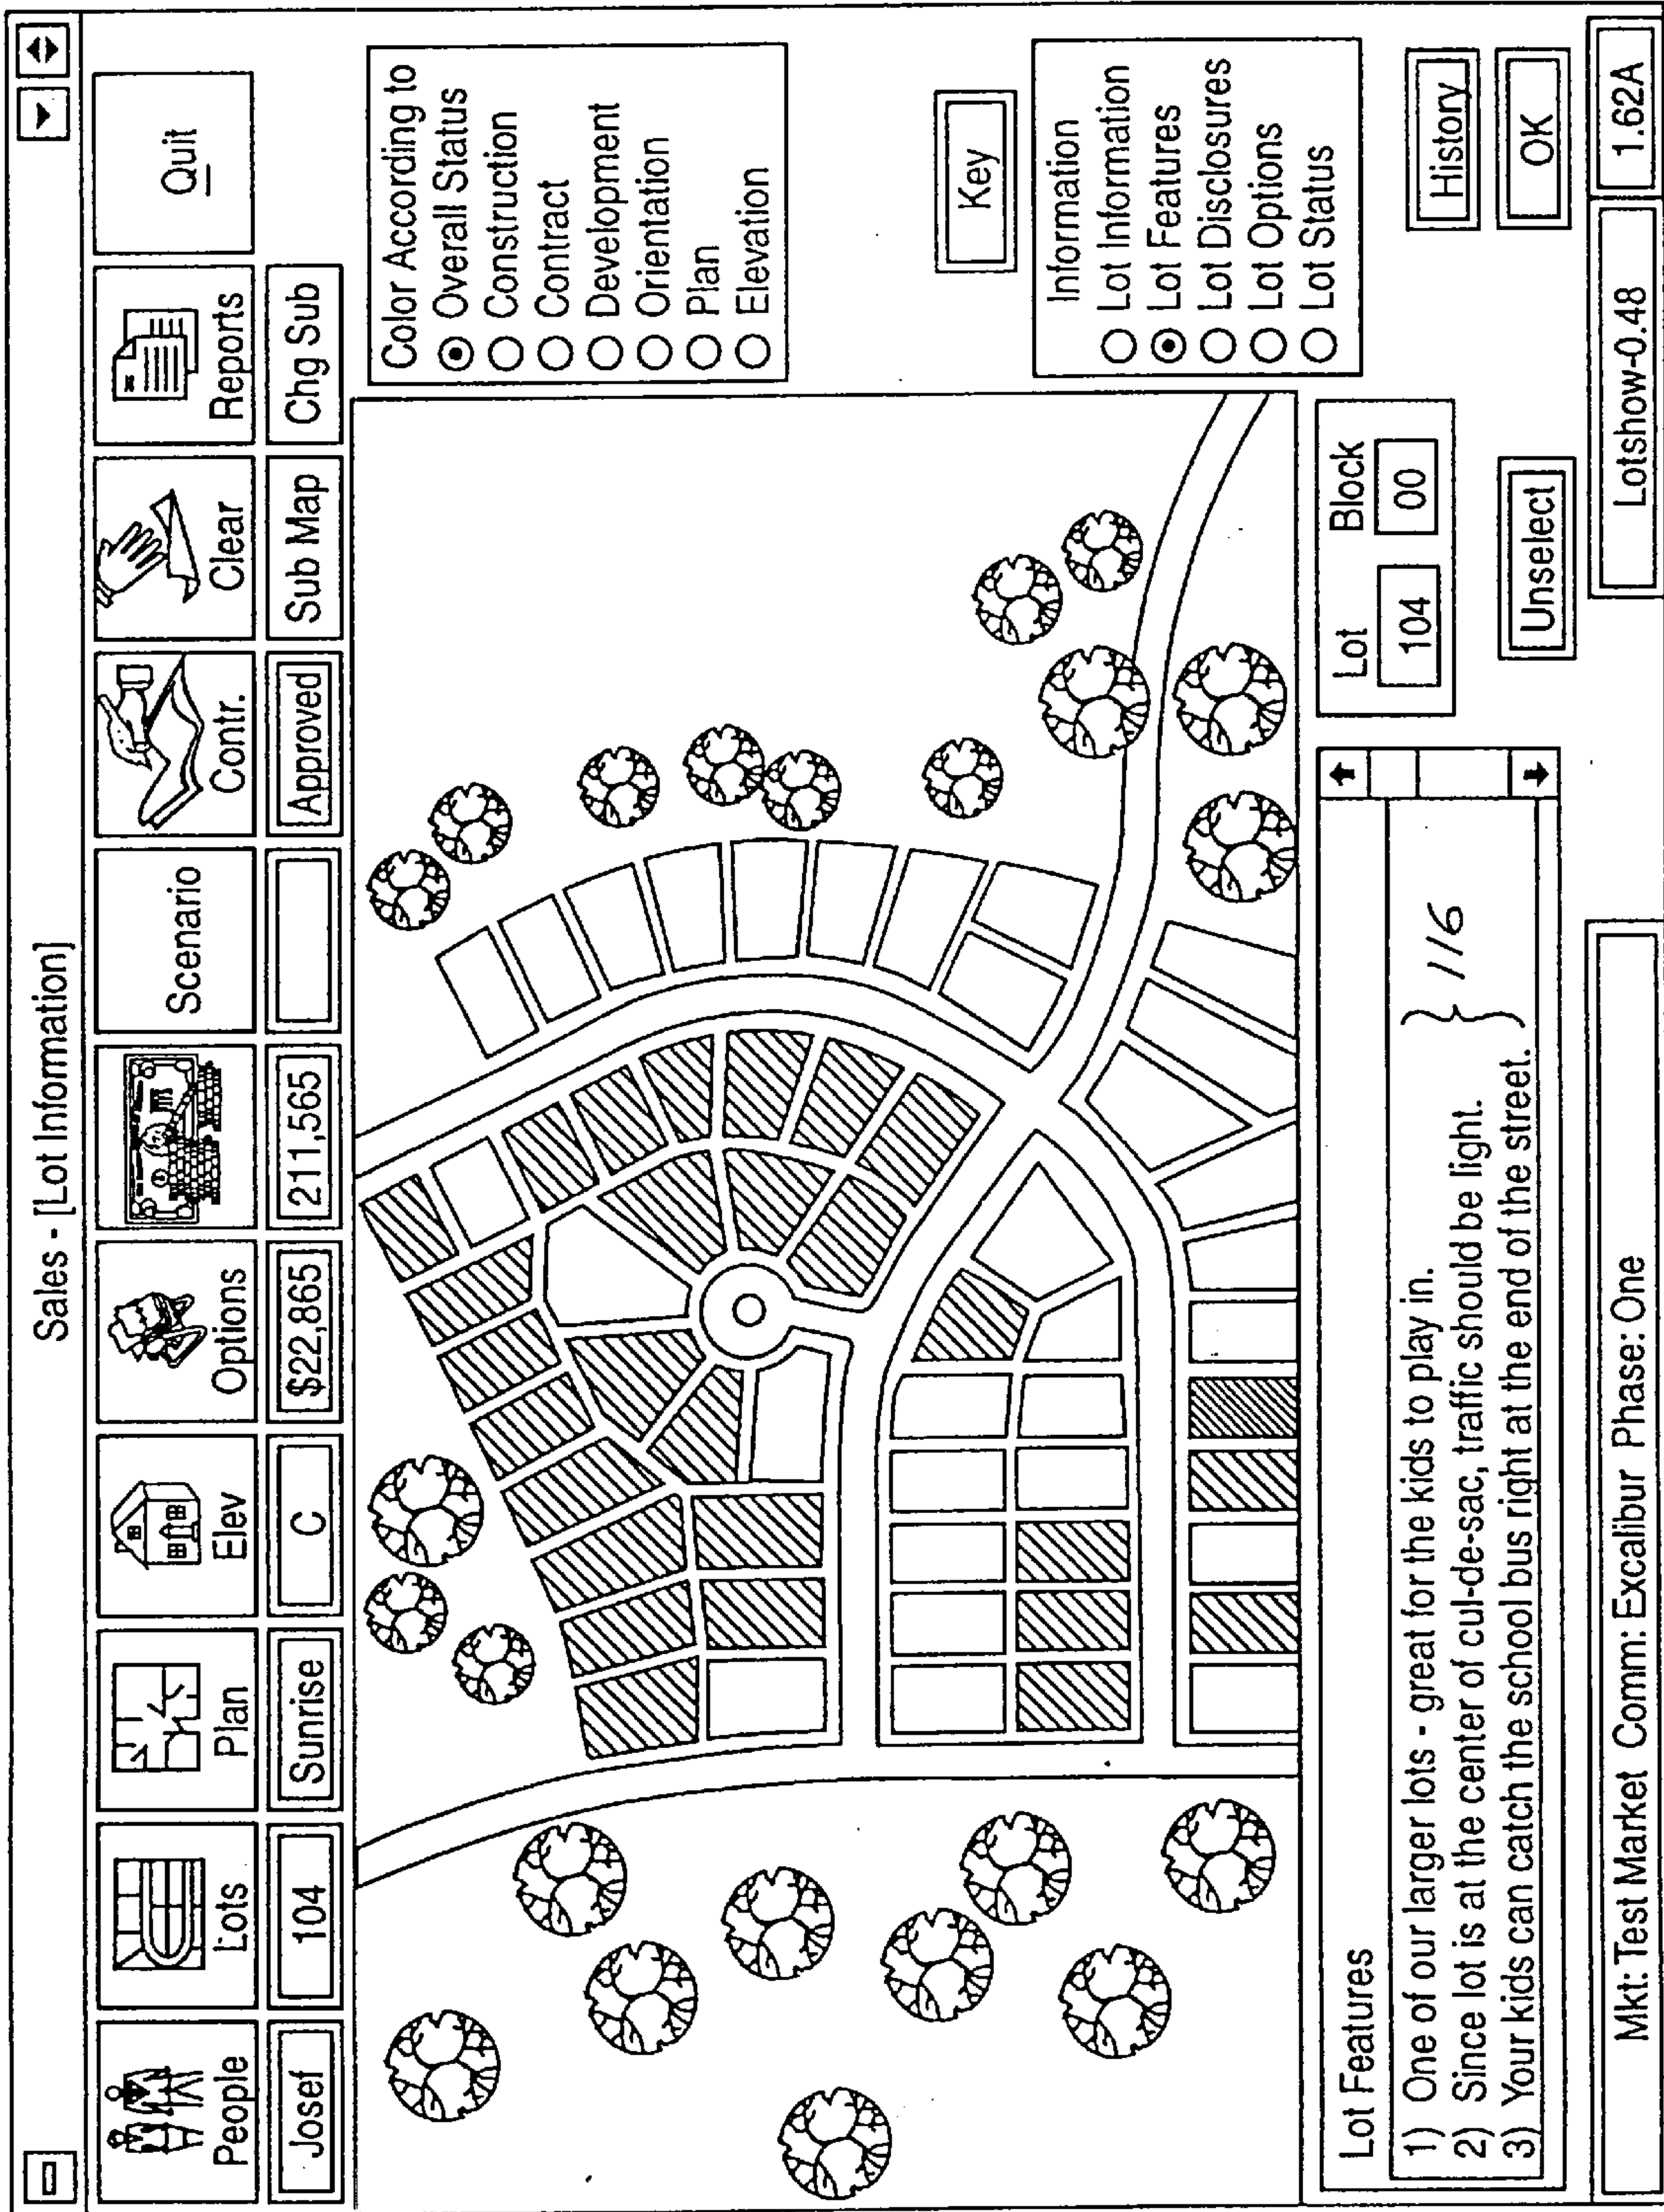 Sales - [Lot Information]
People
Lots
Plan
Elev
Options
Scenario
Contr.
Clear
Reports
Quit
Josef
104
Sunrise
C
$22,865
211,565
Approved
Sub Map
Chg Sub
Color According to
Overall Status
Construction
Contract
Development
Orientation
Plan
Elevation
Key
Information
Lot Information
Lot Features
Lot Disclosures
Lot Options
Lot Status
Lot Features
1) One of our larger lots - great for the kids to play in.
2) Since lot is at the center of cul-de-sac, traffic should be light.
3) Your kids can catch the school bus right at the end of the street.
116
Lot Block
104 00
Unselect
History
OK
Mkt: Test Market Comm: Excalibur Phase: One
Lotshow-0.48
1.62A